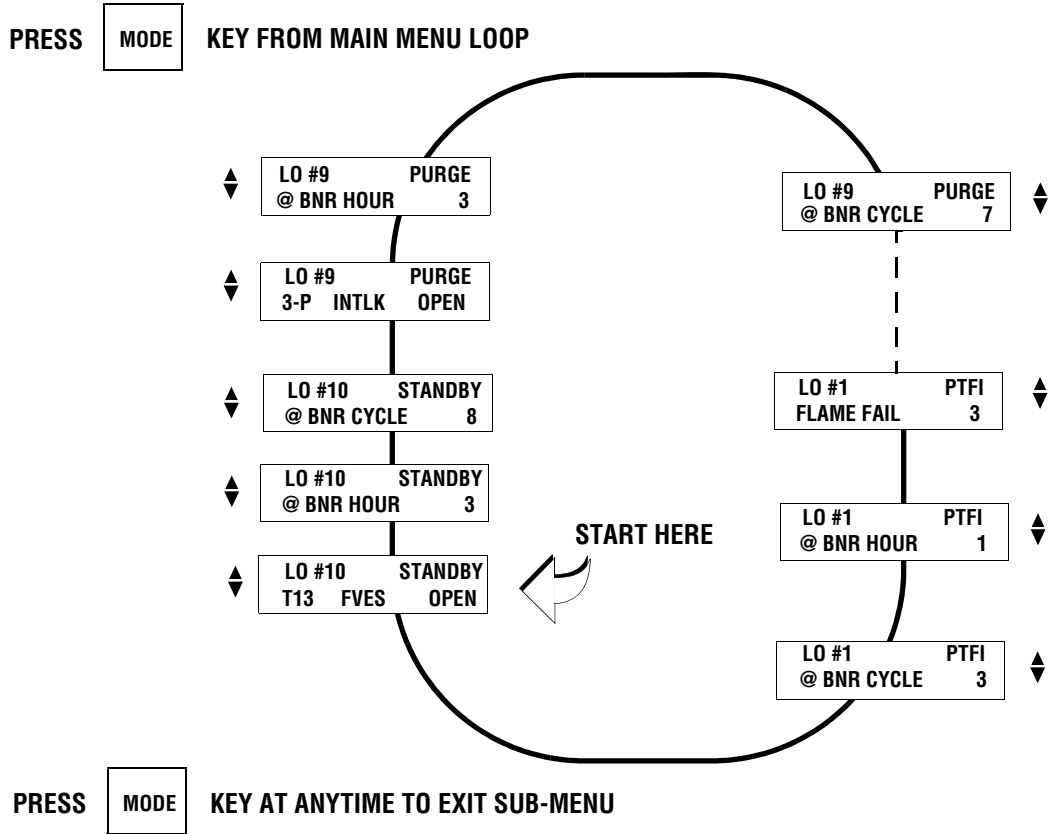 PRESS MODE KEY FROM MAIN MENU LOOP
LO #9 PURGE
@ BNR HOUR 3
LO #9 PURGE
3-P INTLK OPEN
LO #10 STANDBY
@ BNR CYCLE 8
LO #10 STANDBY
@ BNR HOUR 3
LO #10 STANDBY
T13 FVES OPEN
START HERE
LO #9 PURGE
@ BNR CYCLE 7
LO #1 PTFI
FLAME FAIL 3
LO #1 PTFI
@ BNR HOUR 1
LO #1 PTFI
@ BNR CYCLE 3
PRESS MODE KEY AT ANYTIME TO EXIT SUB-MENU